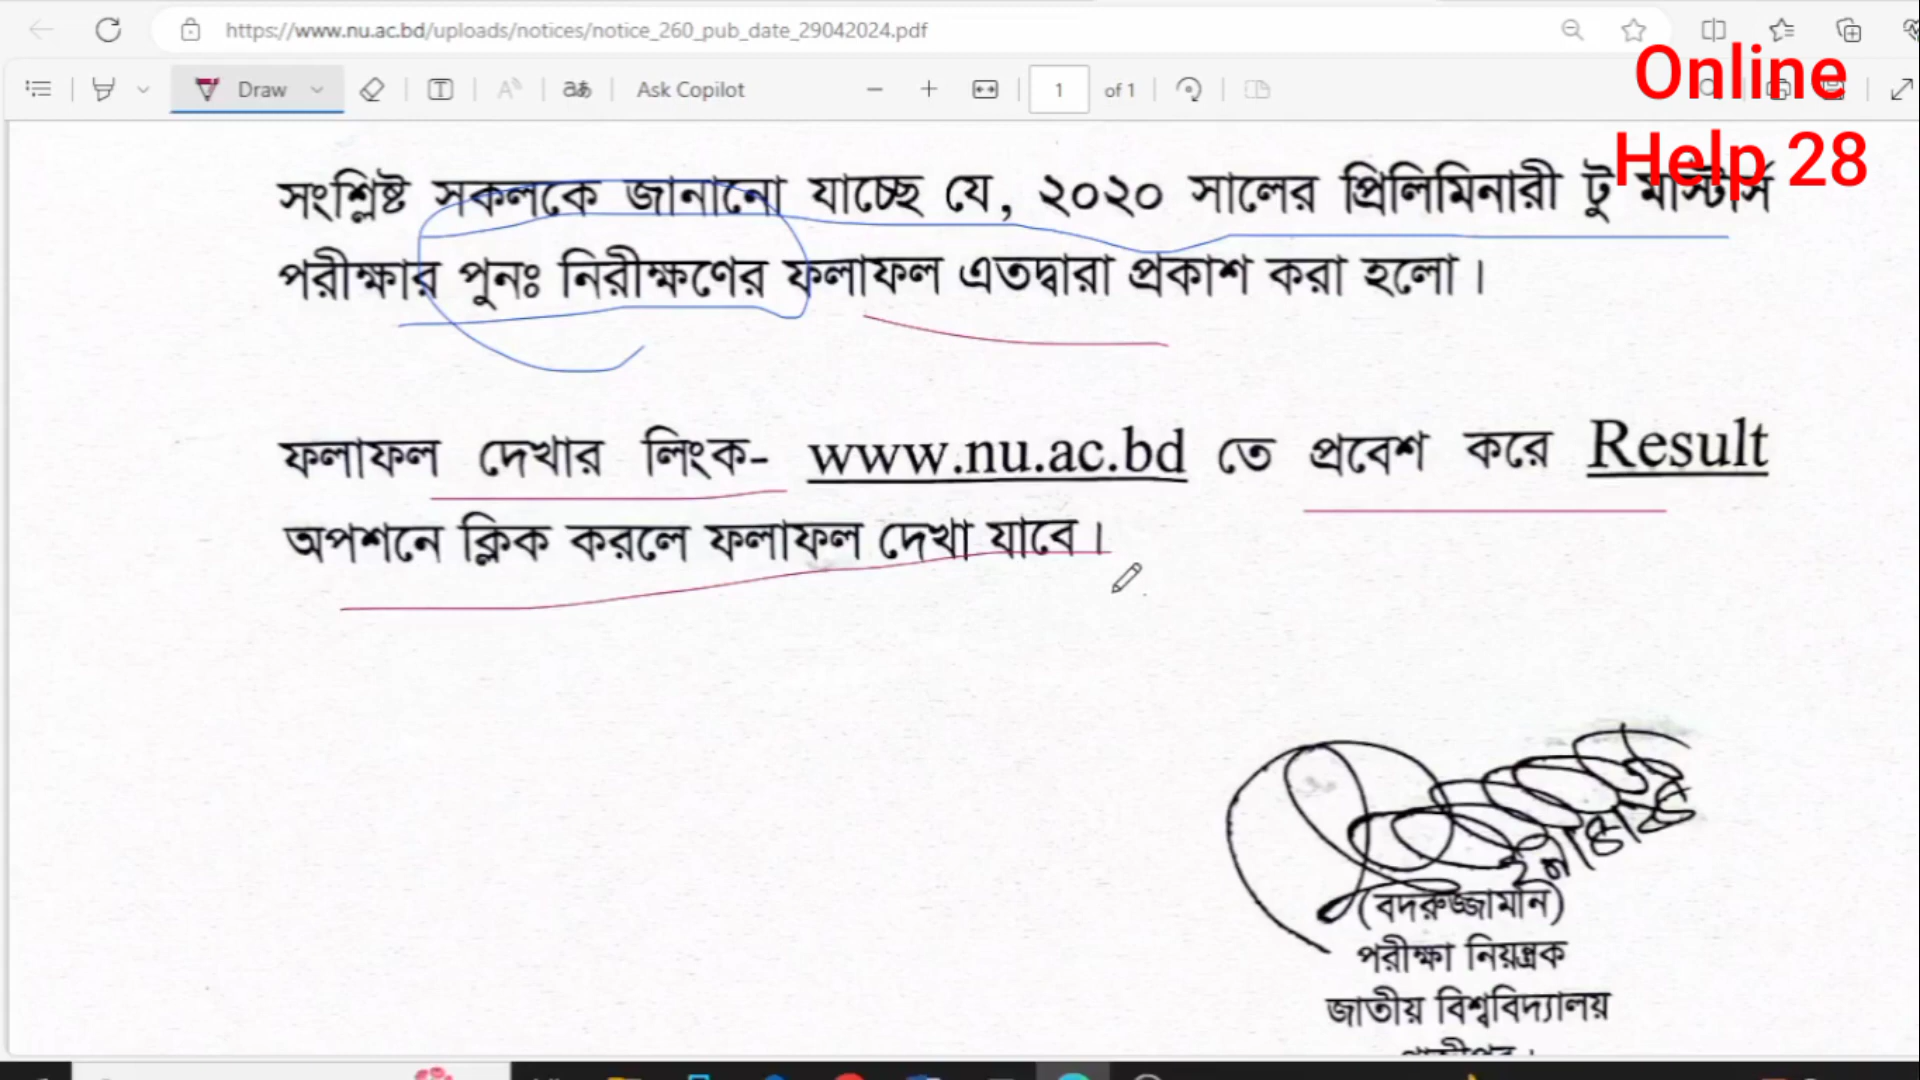 https://www.nu.ac.bd/uploads/notices/notice_260_pub_date_29042024.pdf
Draw
Ask Copilot
1 of 1
Online
Help 28
সংশ্লিষ্ট সকলকে জানানো যাচ্ছে যে, ২০২০ সালের প্রিলিমিনারী টু মাস্টার্স
পরীক্ষার পুনঃ নিরীক্ষণের ফলাফল এতদ্বারা প্রকাশ করা হলো।
ফলাফল দেখার লিংক- www.nu.ac.bd তে প্রবেশ করে Result
অপশনে ক্লিক করলে ফলাফল দেখা যাবে।
(বদরুজ্জামান)
পরীক্ষা নিয়ন্ত্রক
জাতীয় বিশ্ববিদ্যালয়